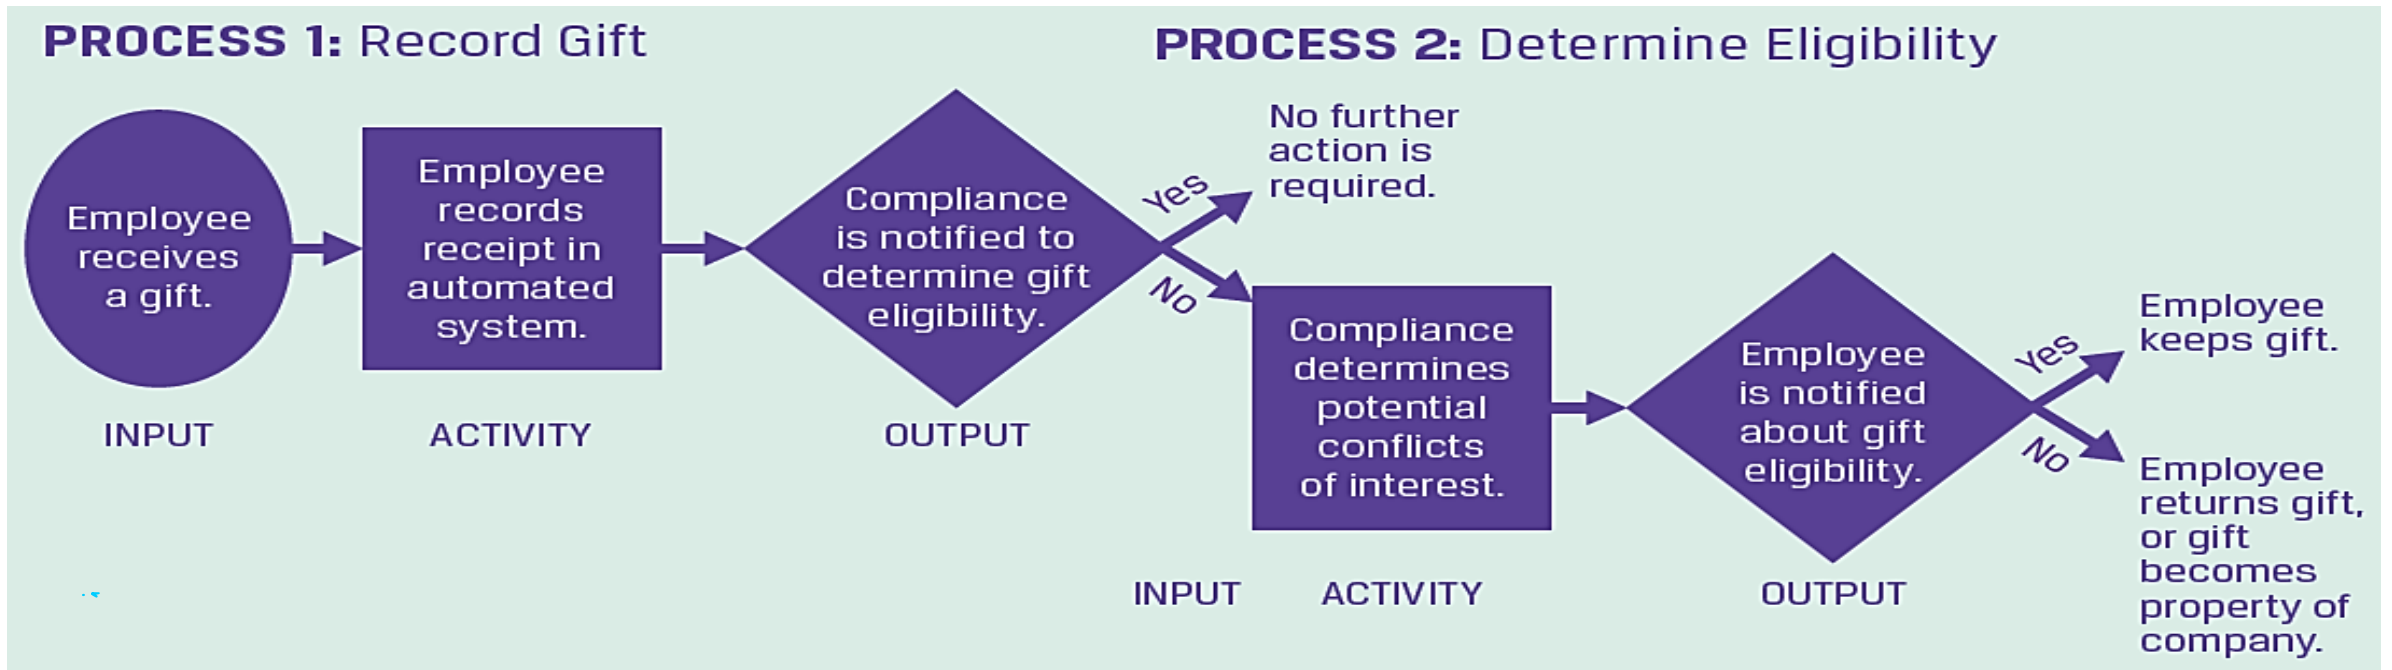 PROCESS 1: Record Gift
Employee
receives
a gift.
INPUT
Employee
records
receipt in
automated
system.
ACTIVITY
Compliance
is notified to
determine gift
eligibility.
OUTPUT
PROCESS 2: Determine Eligibility
Yes
No further
action is
required.
No
INPUT
Compliance
determines
potential
conflicts
of interest.
ACTIVITY
Employee
is notified
about gift
eligibility.
OUTPUT
Yes
Employee
keeps gift.
No
Employee
returns gift,
or gift
becomes
property of
company.